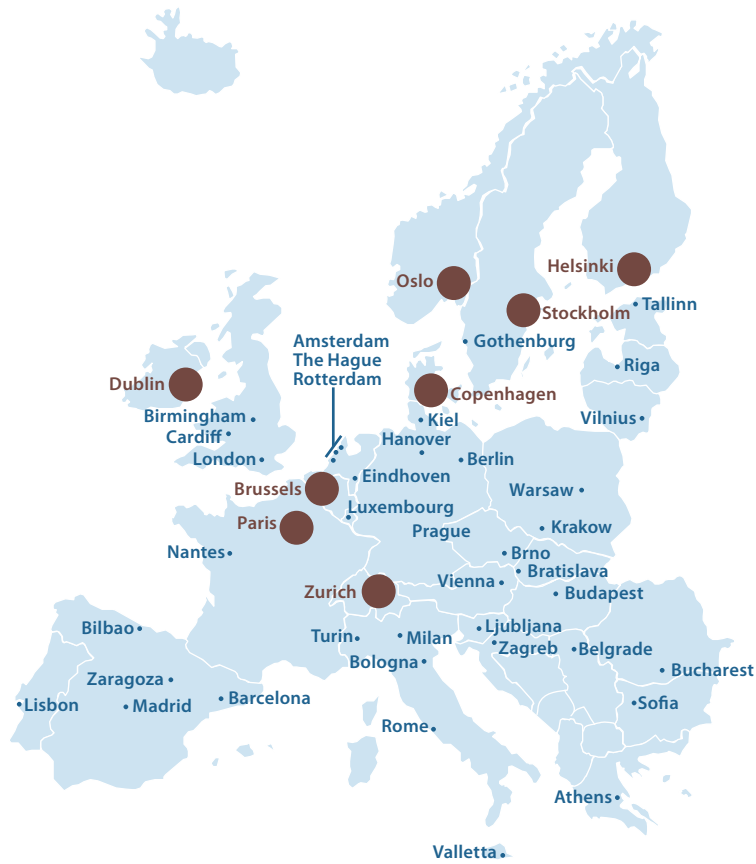 Helsinki
Oslo
Tallinn
Stockholm
Gothenburg
Amsterdam
The Hague
Rotterdam
Riga
Dublin
Copenhagen
Birmingham
Kiel
Vilnius
Cardiff
Hanover
London
Berlin
Eindhoven
Brussels
Warsaw
Luxembourg
Paris
Prague
Krakow
Nantes
Brno
Bratislava
Vienna
Zurich
Budapest
Bilbao
Turin
Milan
Ljubljana
Zagreb
Belgrade
Bologna
Bucharest
Zaragoza
Barcelona
Lisbon
Madrid
Sofia
Rome
Athens
Valletta